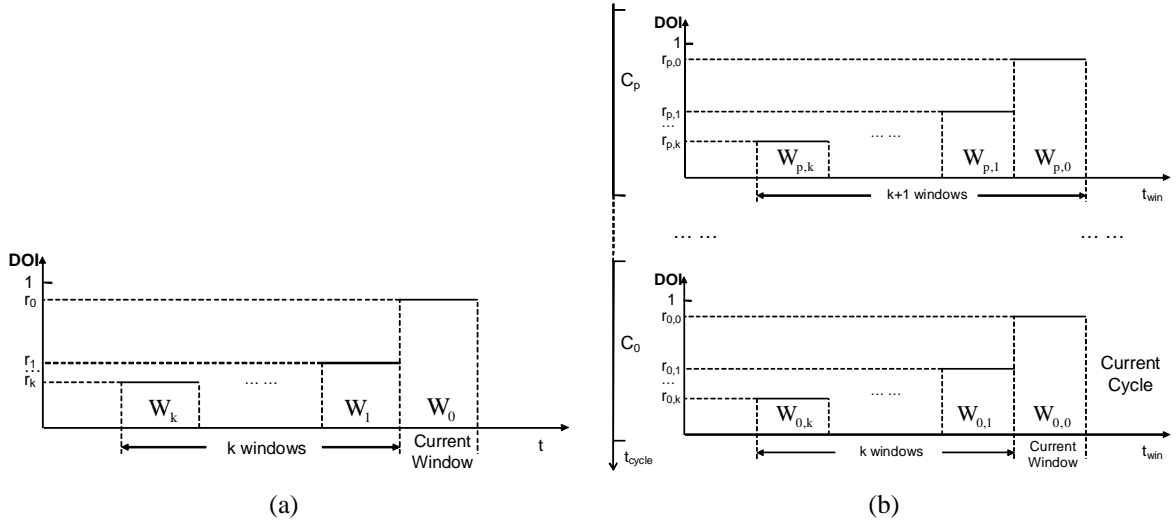 DOI
1
r0
r1
...
rk
... ...
Wk
W1
W0
k windows
Current
Window
t
(a)
Cp
DOI
1
rp,0
rp,1
...
rp,k
... ...
Wp,k
Wp,1
Wp,0
k+1 windows
twin
... ...
... ...
C0
tcycle
DOI
1
r0,0
r0,1
...
r0,k
... ...
W0,k
W0,1
W0,0
Current
Cycle
k windows
Current
Window
twin
(b)